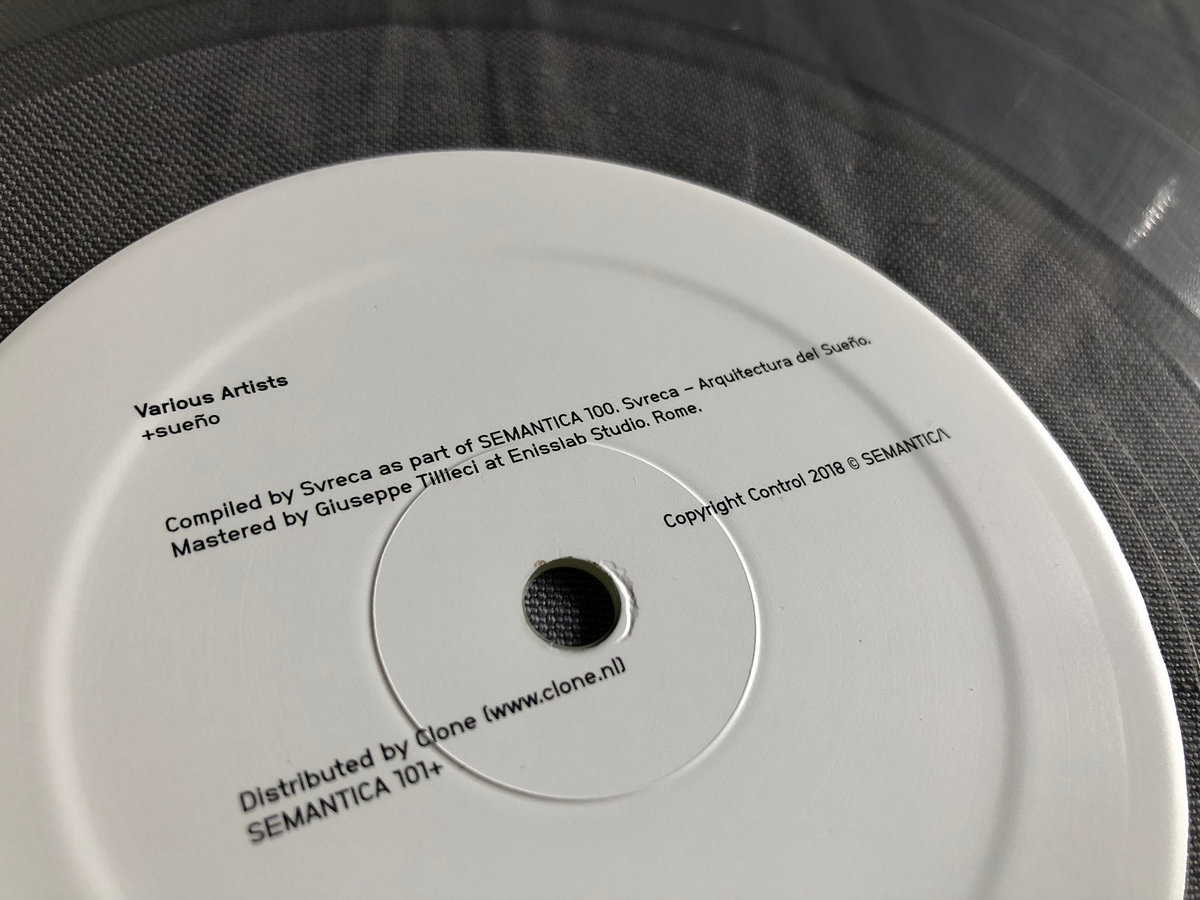 Various Artists
+sueño
Compiled by Svreca as part of SEMANTICA 100. Svreca – Arquitectura del Sueño.
Mastered by Giuseppe Tillieci at Enisslab Studio. Rome.
Copyright Control 2018 © SEMANTICA
Distributed by Clone (www.clone.nl)
SEMANTICA 101+